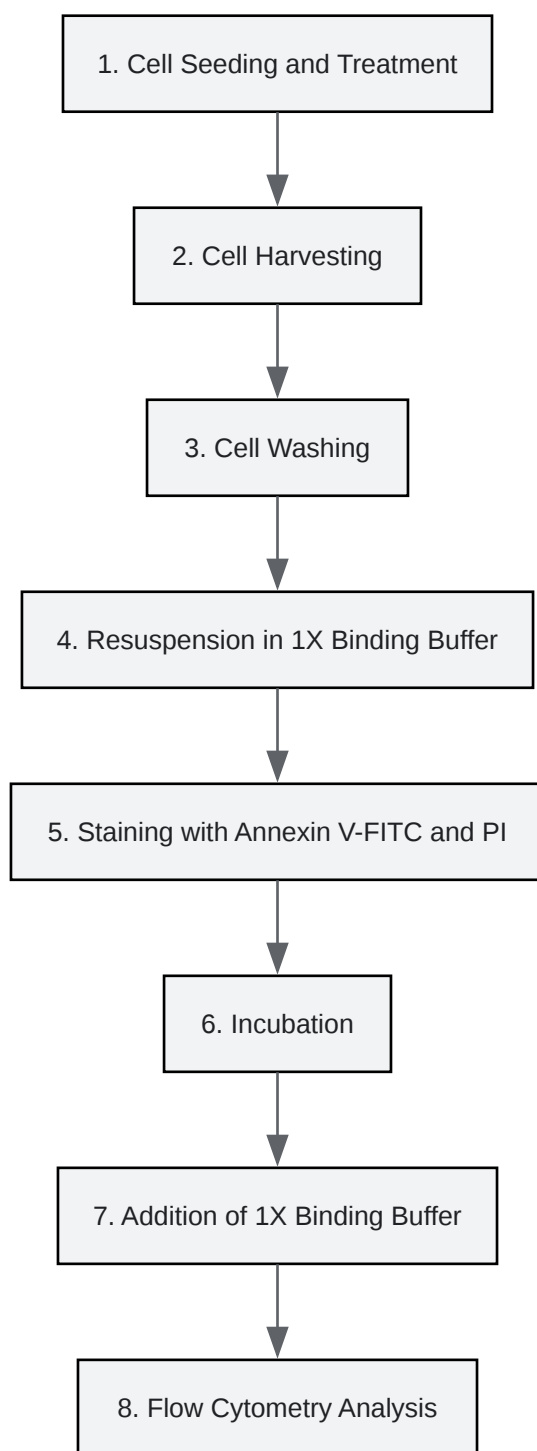 1. Cell Seeding and Treatment
2. Cell Harvesting
3. Cell Washing
4. Resuspension in 1X Binding Buffer
5. Staining with Annexin V-FITC and PI
6. Incubation
7. Addition of 1X Binding Buffer
8. Flow Cytometry Analysis